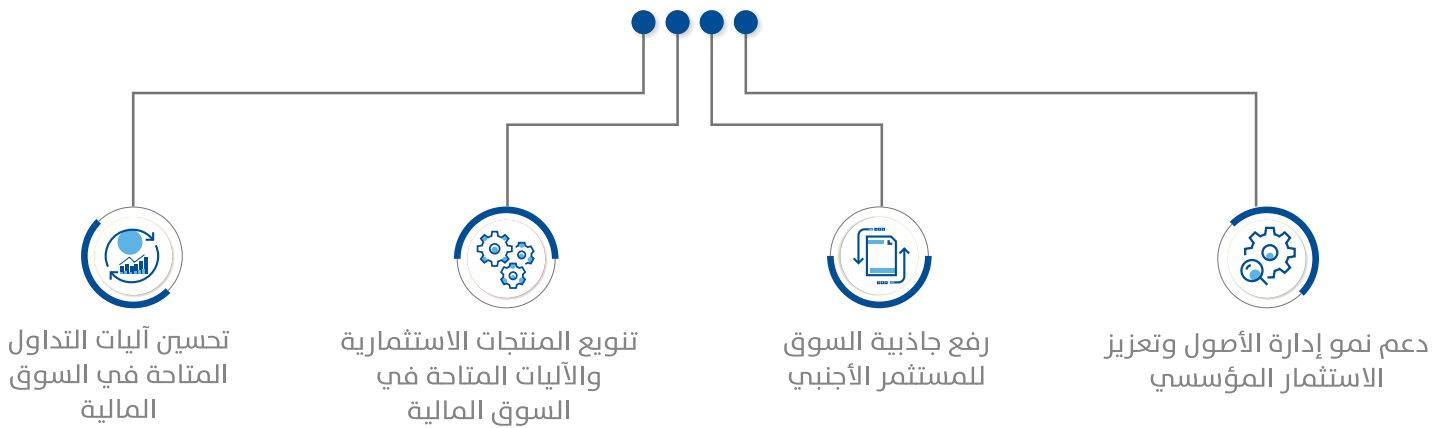 دعم نمو إدارة الأصول وتعزيز
الاستثمار المؤسسي
رفع جاذبية السوق
للمستثمر الأجنبي
تنويع المنتجات الاستثمارية
والآليات المتاحة في
السوق المالية
تحسين آليات التداول
المتاحة في السوق
المالية